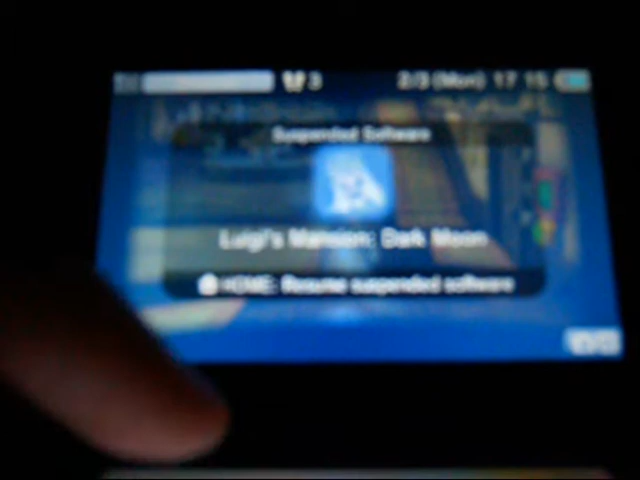 3 2/3 (Mon) 17 15
Suspended Software
Luigi's Mansion: Dark Moon
HOME: Resume suspended software